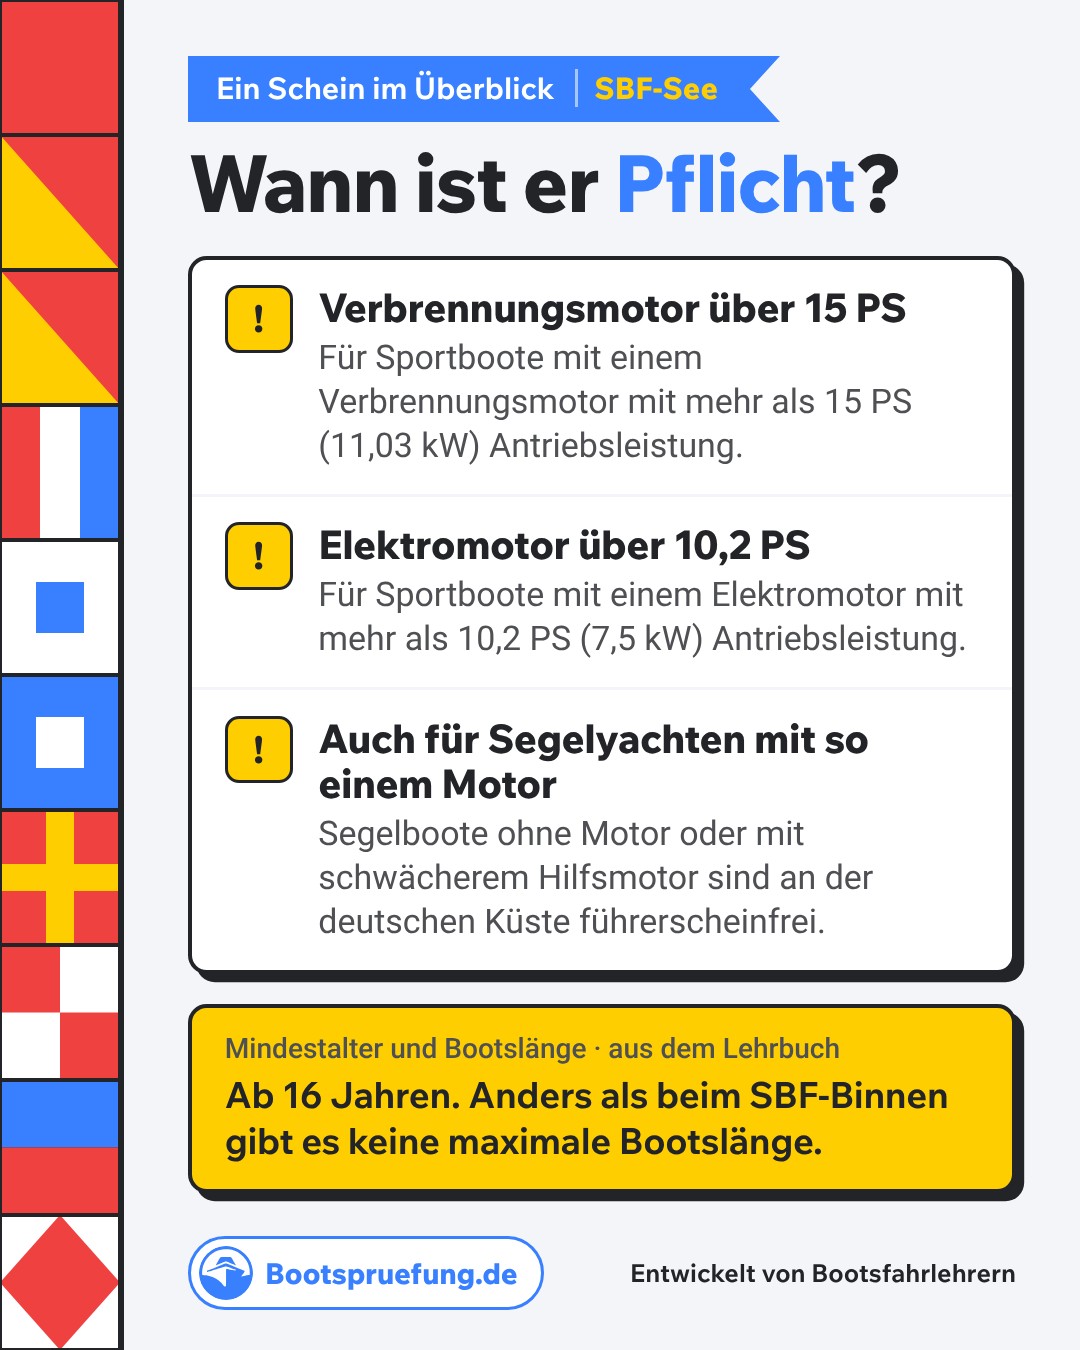 Ein Schein im Überblick | SBF-See
Wann ist er Pflicht?
! Verbrennungsmotor über 15 PS
Für Sportboote mit einem
Verbrennungsmotor mit mehr als 15 PS
(11,03 kW) Antriebsleistung.
! Elektromotor über 10,2 PS
Für Sportboote mit einem Elektromotor mit
mehr als 10,2 PS (7,5 kW) Antriebsleistung.
! Auch für Segelyachten mit so
einem Motor
Segelboote ohne Motor oder mit
schwächerem Hilfsmotor sind an der
deutschen Küste führerscheinfrei.
Mindestalter und Bootslänge · aus dem Lehrbuch
Ab 16 Jahren. Anders als beim SBF-Binnen
gibt es keine maximale Bootslänge.
Bootspruefung.de
Entwickelt von Bootsfahrlehrern